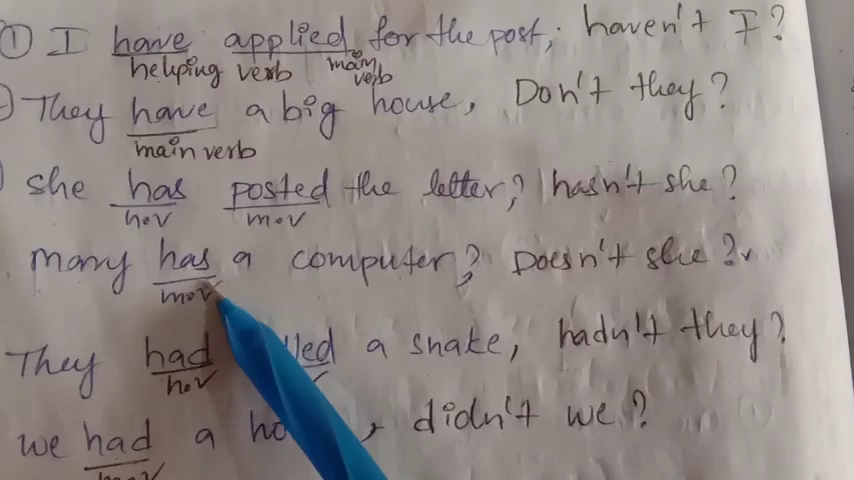 ① I have applied for the post, haven't I?
helping verb main verb
They have a big house, Don't they?
main verb
She has posted the letter, hasn't she?
h.v m.v
many has a computer? Doesn't she?
m.v
They had a snake, hadn't they?
h.v
we had a , didn't we?